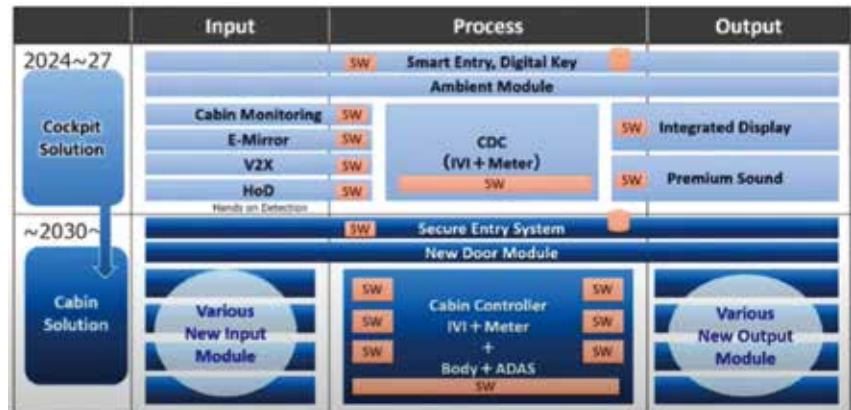 Input Process Output
2024~27
Cockpit
Solution
SW Smart Entry, Digital Key
Ambient Module
Cabin Monitoring SW
E-Mirror SW
V2X SW
HoD SW
Hands on Detection
CDC
(IVI+Meter)
SW
SW Integrated Display
SW Premium Sound
~2030~
Cabin
Solution
SW Secure Entry System
New Door Module
Various
New Input
Module
SW SW
SW SW
SW SW
Cabin Controller
IVI+Meter
+
Body+ADAS
SW
Various
New Output
Module